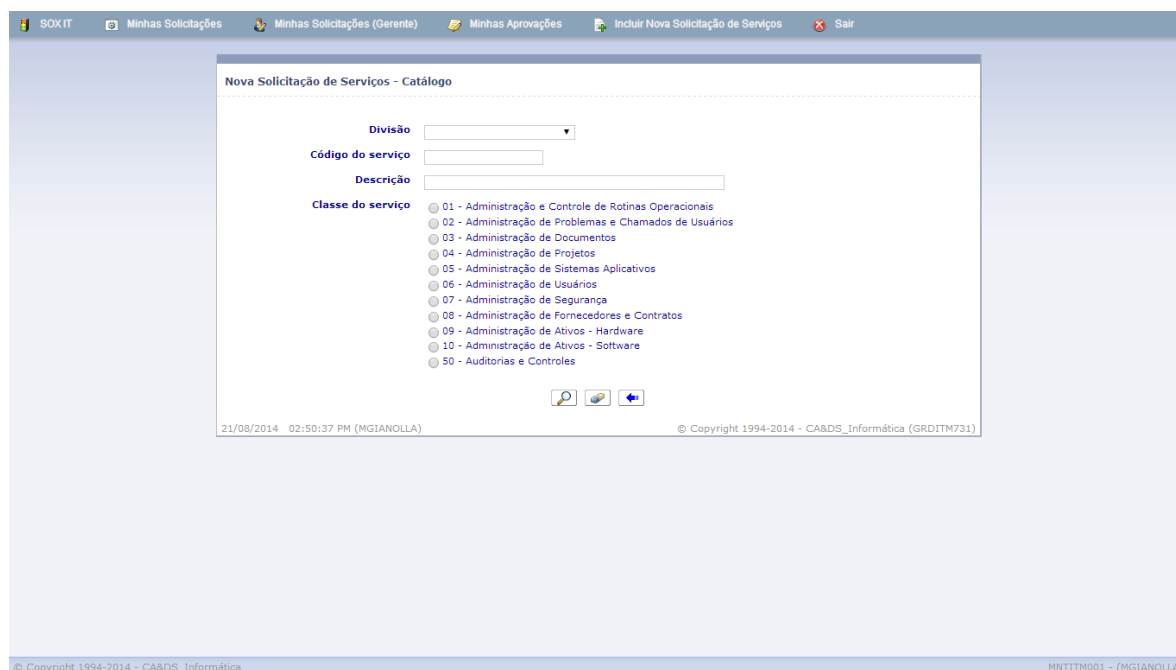 SOX IT Minhas Solicitações Minhas Solicitações (Gerente) Minhas Aprovações Incluir Nova Solicitação de Serviços Sair
Nova Solicitação de Serviços - Catálogo
Divisão
Código do serviço
Descrição
Classe do serviço
01 - Administração e Controle de Rotinas Operacionais
02 - Administração de Problemas e Chamados de Usuários
03 - Administração de Documentos
04 - Administração de Projetos
05 - Administração de Sistemas Aplicativos
06 - Administração de Usuários
07 - Administração de Segurança
08 - Administração de Fornecedores e Contratos
09 - Administração de Ativos - Hardware
10 - Administração de Ativos - Software
50 - Auditorias e Controles
21/08/2014 02:50:37 PM (MGIANOLLA) © Copyright 1994-2014 - CA&DS_Informática (GRDITM731)
© Copyright 1994-2014 - CA&DS_Informática MNTITM001 - (MGIANOLLA